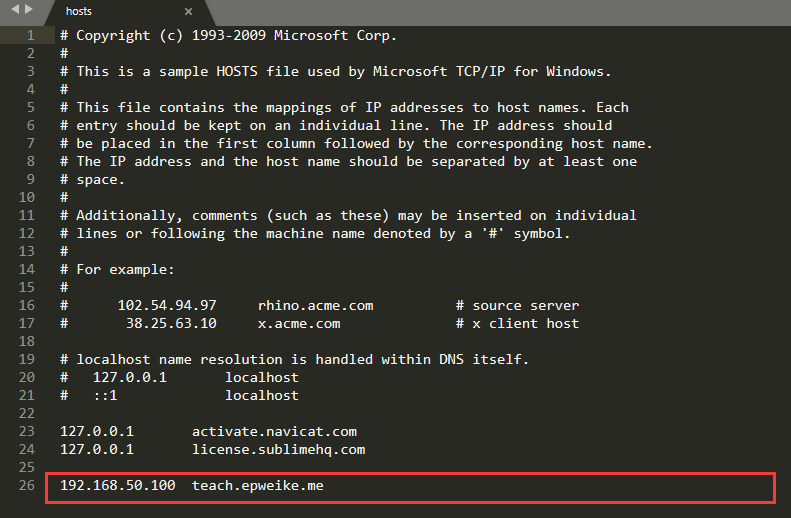 hosts
1 # Copyright (c) 1993-2009 Microsoft Corp.
2 #
3 # This is a sample HOSTS file used by Microsoft TCP/IP for Windows.
4 #
5 # This file contains the mappings of IP addresses to host names. Each
6 # entry should be kept on an individual line. The IP address should
7 # be placed in the first column followed by the corresponding host name.
8 # The IP address and the host name should be separated by at least one
9 # space.
10 #
11 # Additionally, comments (such as these) may be inserted on individual
12 # lines or following the machine name denoted by a '#' symbol.
13 #
14 # For example:
15 #
16 #      102.54.94.97     rhino.acme.com          # source server
17 #       38.25.63.10     x.acme.com              # x client host
18
19 # localhost name resolution is handled within DNS itself.
20 #   127.0.0.1       localhost
21 #   ::1             localhost
22
23 127.0.0.1       activate.navicat.com
24 127.0.0.1       license.sublimehq.com
25
26 192.168.50.100  teach.epweike.me